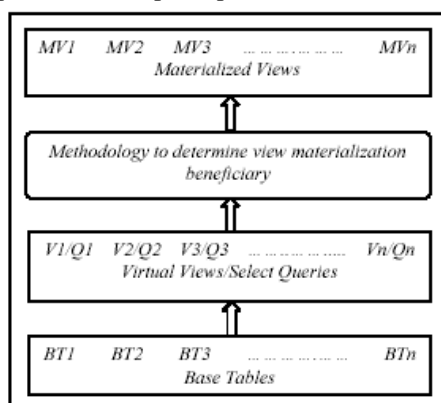 MV1 MV2 MV3 ... ... ... .... ... ... MVn
Materialized Views
Methodology to determine view materialization
beneficiary
V1/Q1 V2/Q2 V3/Q3 ... ..... ... ...... Vn/Qn
Virtual Views/Select Queries
BT1 BT2 BT3 ... ... ... .... ... ... BTn
Base Tables